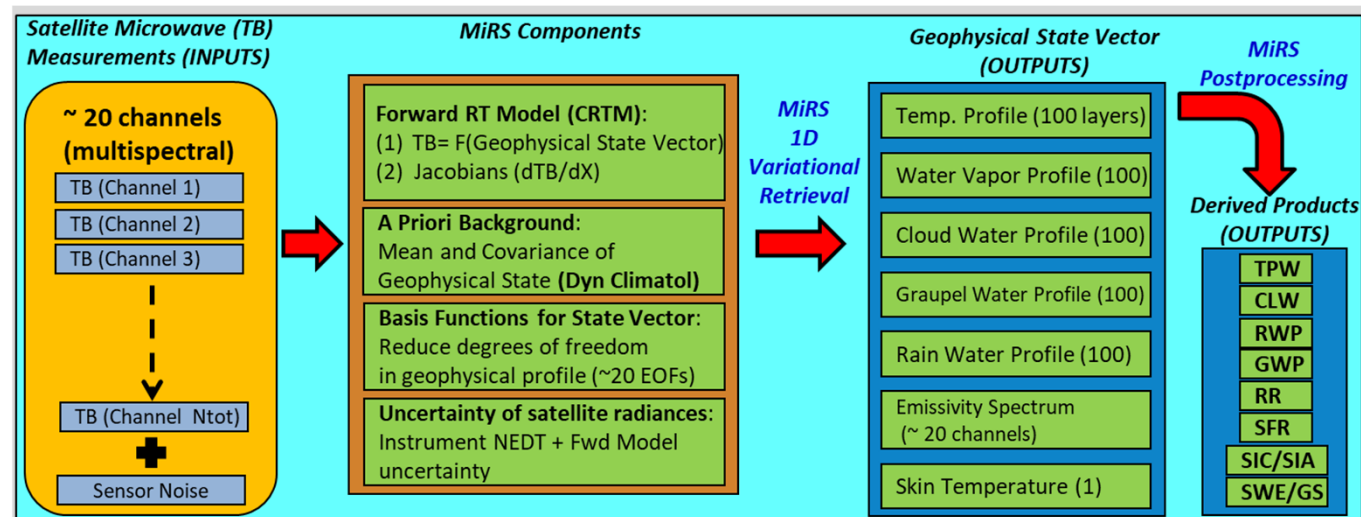 Satellite Microwave (TB)
Measurements (INPUTS)
~ 20 channels
(multispectral)
TB (Channel 1)
TB (Channel 2)
TB (Channel 3)
TB (Channel Ntot)
Sensor Noise
MiRS Components
Forward RT Model (CRTM):
(1) TB= F(Geophysical State Vector)
(2) Jacobians (dTB/dX)
A Priori Background:
Mean and Covariance of
Geophysical State (Dyn Climatol)
Basis Functions for State Vector:
Reduce degrees of freedom
in geophysical profile (~20 EOFs)
Uncertainty of satellite radiances:
Instrument NEDT + Fwd Model
uncertainty
MiRS
1D
Variational
Retrieval
Geophysical State Vector
(OUTPUTS)
Temp. Profile (100 layers)
Water Vapor Profile (100)
Cloud Water Profile (100)
Graupel Water Profile (100)
Rain Water Profile (100)
Emissivity Spectrum
(~ 20 channels)
Skin Temperature (1)
MiRS
Postprocessing
Derived Products
(OUTPUTS)
TPW
CLW
RWP
GWP
RR
SFR
SIC/SIA
SWE/GS